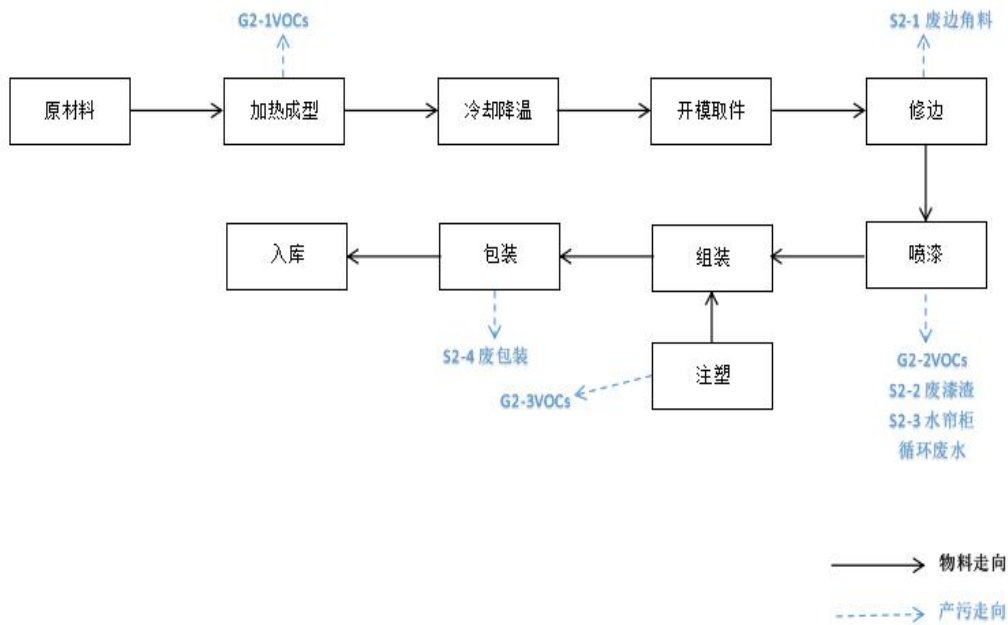 G2-1VOCs
S2-1 废边角料
原材料
加热成型
冷却降温
开模取件
修边
入库
包装
组装
喷漆
S2-4 废包装
注塑
G2-3VOCs
G2-2VOCs
S2-2 废漆渣
S2-3 水帘柜
循环废水
物料走向
产污走向